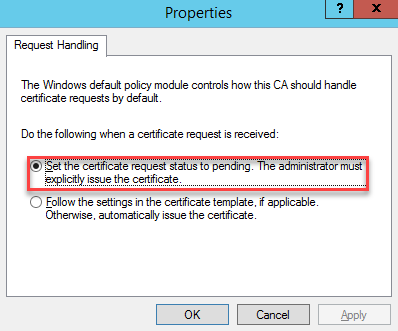 Properties
? x
Request Handling
The Windows default policy module controls how this CA should handle
certificate requests by default.
Do the following when a certificate request is received:
Set the certificate request status to pending. The administrator must
explicitly issue the certificate.
Follow the settings in the certificate template, if applicable.
Otherwise, automatically issue the certificate.
OK Cancel Apply